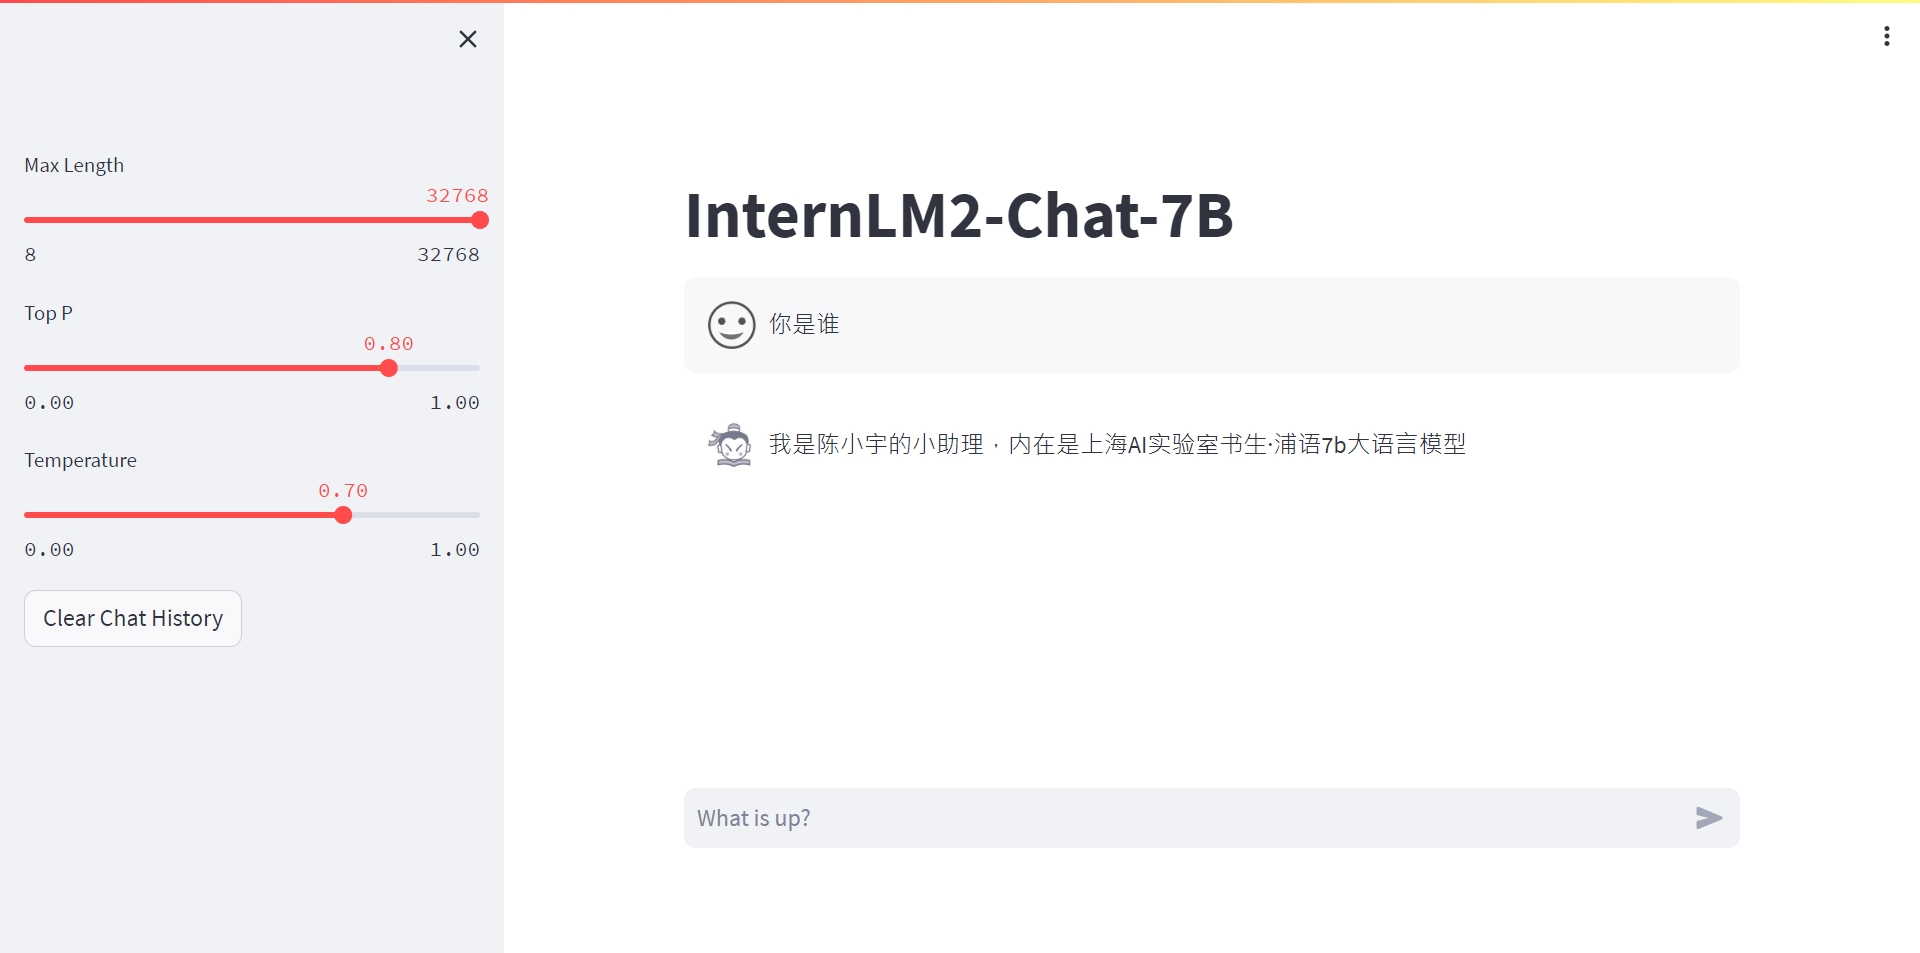 Max Length
32768
8 32768
Top P
0.80
0.00 1.00
Temperature
0.70
0.00 1.00
Clear Chat History
InternLM2-Chat-7B
你是谁
我是陈小宇的小助理，内在是上海AI实验室书生·浦语7b大语言模型
What is up?